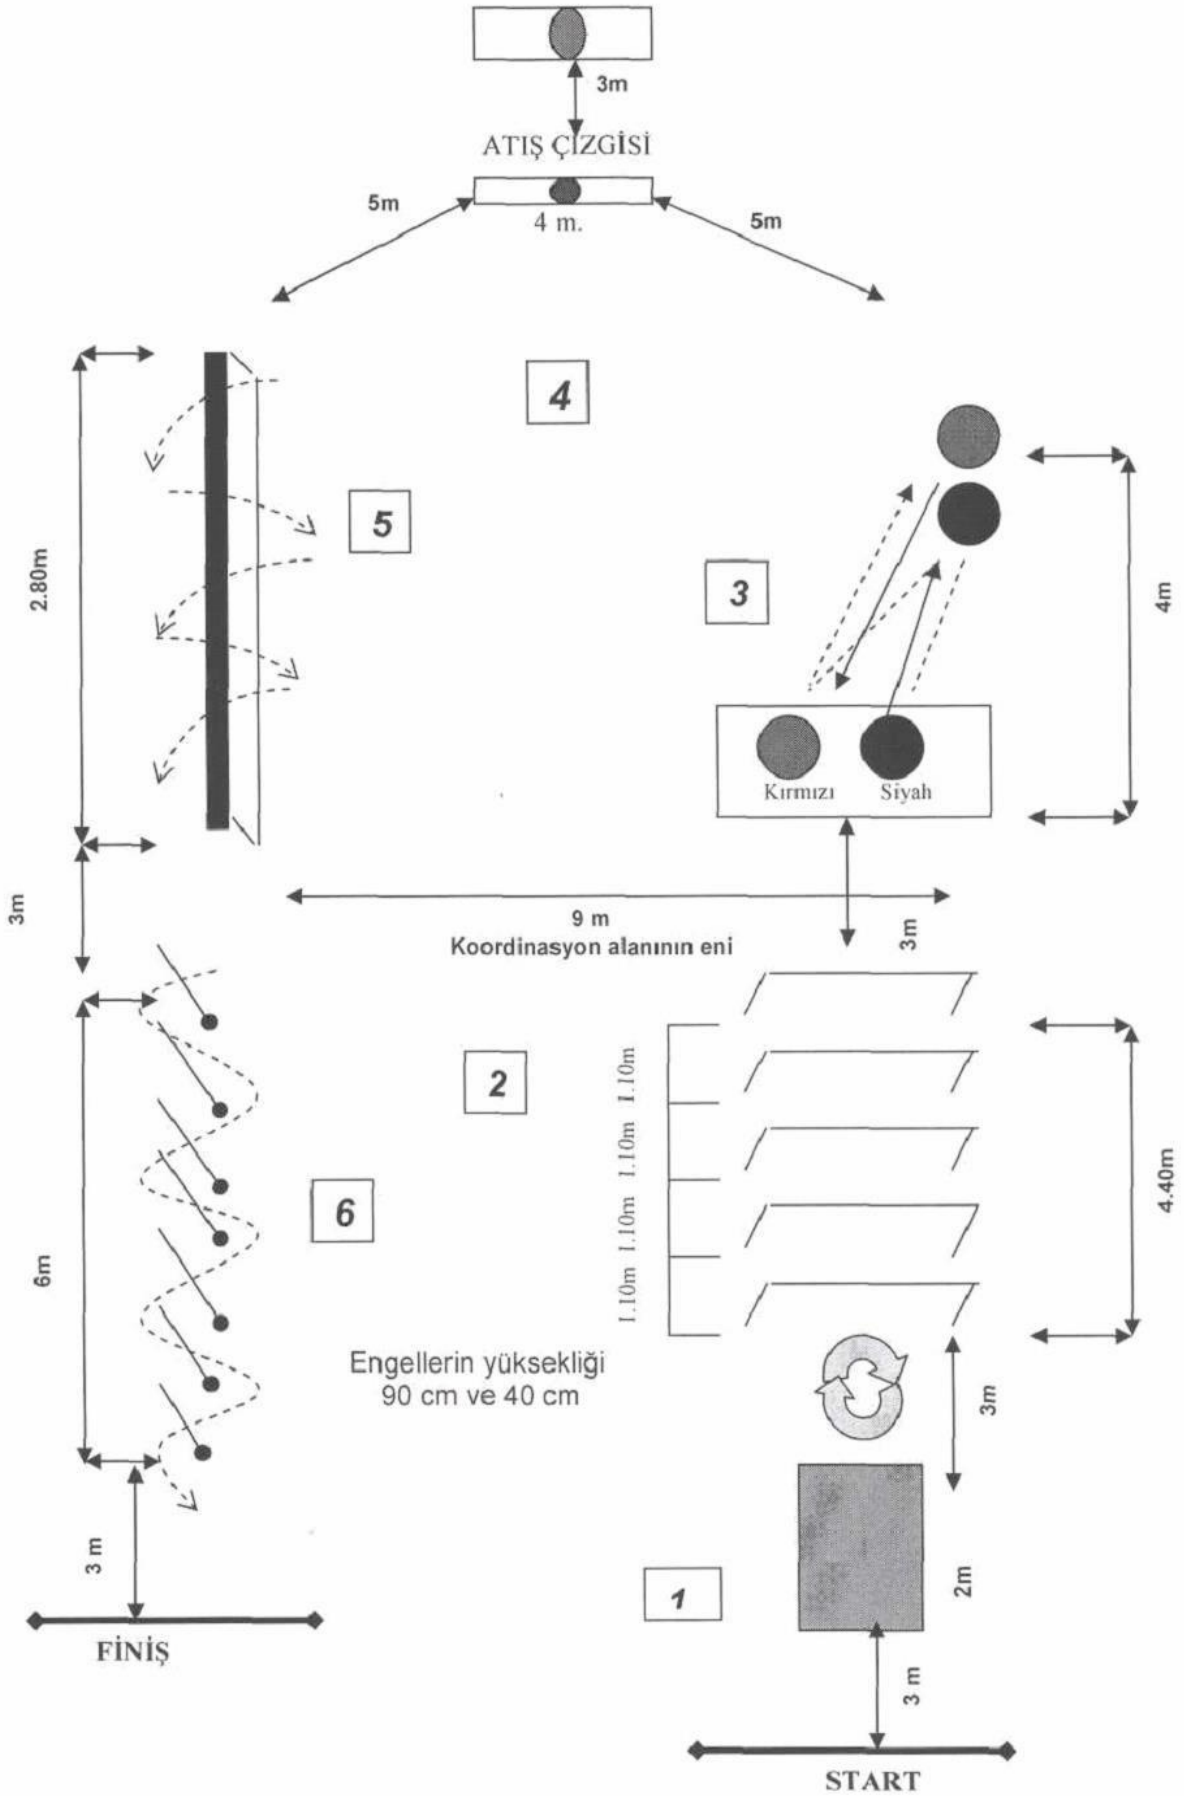 3m
ATIŞ ÇİZGİSİ
5m
4 m.
5m
4
5
3
2.80m
4m
Kırmızı
Siyah
3m
9 m
Koordinasyon alanının eni
3m
2
1.10m
1.10m
1.10m
1.10m
4.40m
6
6m
Engellerin yüksekliği
90 cm ve 40 cm
3m
3 m
1
2m
FİNİŞ
3 m
START